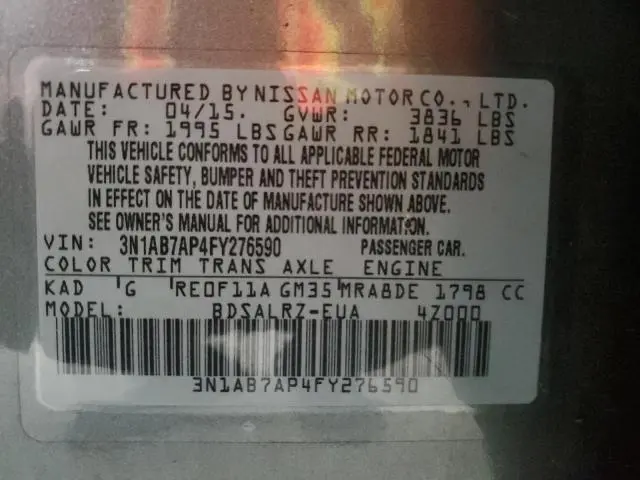 MANUFACTURED BY NISSAN MOTOR CO., LTD.
DATE: 04/15. GVWR: 3836 LBS
GAWR FR: 1995 LBS GAWR RR: 1841 LBS
THIS VEHICLE CONFORMS TO ALL APPLICABLE FEDERAL MOTOR
VEHICLE SAFETY, BUMPER AND THEFT PREVENTION STANDARDS
IN EFFECT ON THE DATE OF MANUFACTURE SHOWN ABOVE.
SEE OWNER'S MANUAL FOR ADDITIONAL INFORMATION.
VIN: 3N1AB7AP4FY276590 PASSENGER CAR.
COLOR TRIM TRANS AXLE ENGINE
KAD G RE0F11A GM35 MRA8DE 1798 CC
MODEL: BDSALRZ-EUA 4Z000
3N1AB7AP4FY276590